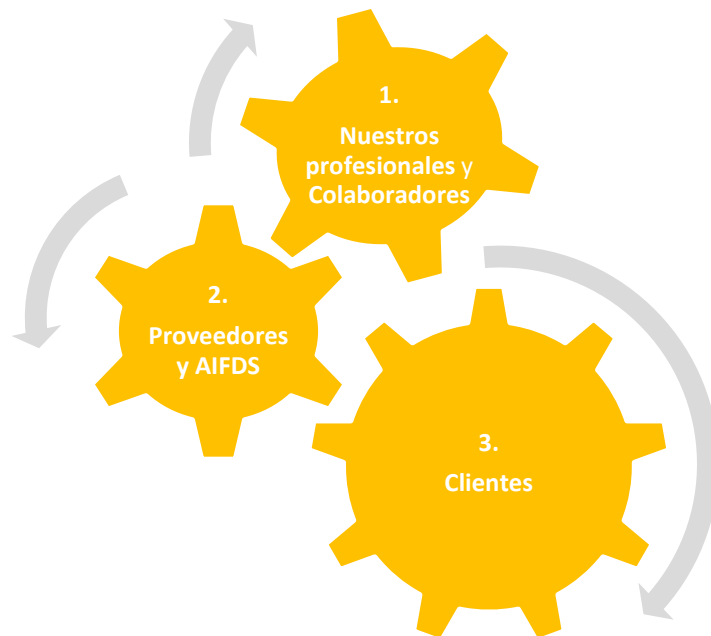 1.
Nuestros
profesionales y
Colaboradores
2.
Proveedores
y AIFDS
3.
Clientes